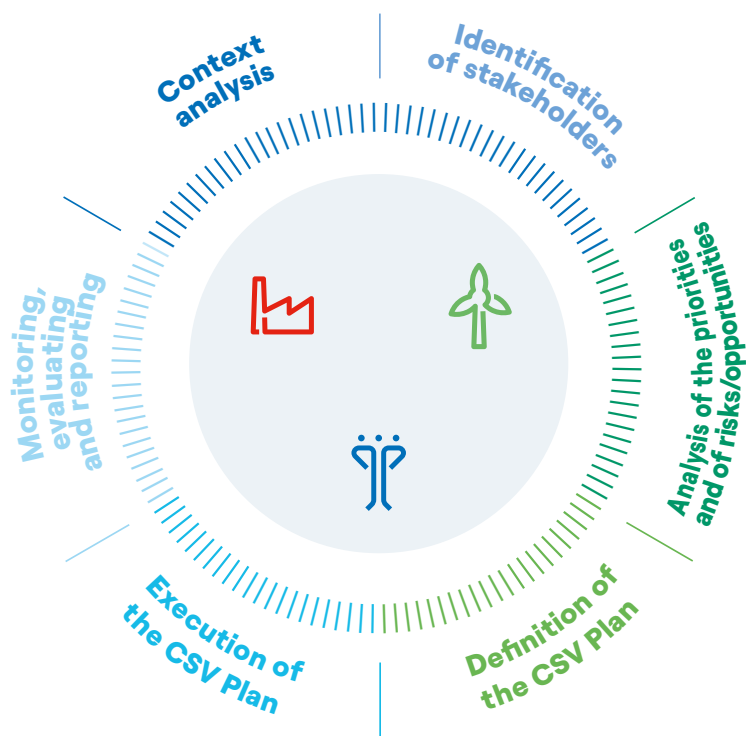 Context
analysis
Identification
of stakeholders
Analysis of the priorities
and of risks/opportunities
Definition of
the CSV Plan
Execution of
the CSV Plan
Monitoring,
evaluating
and reporting